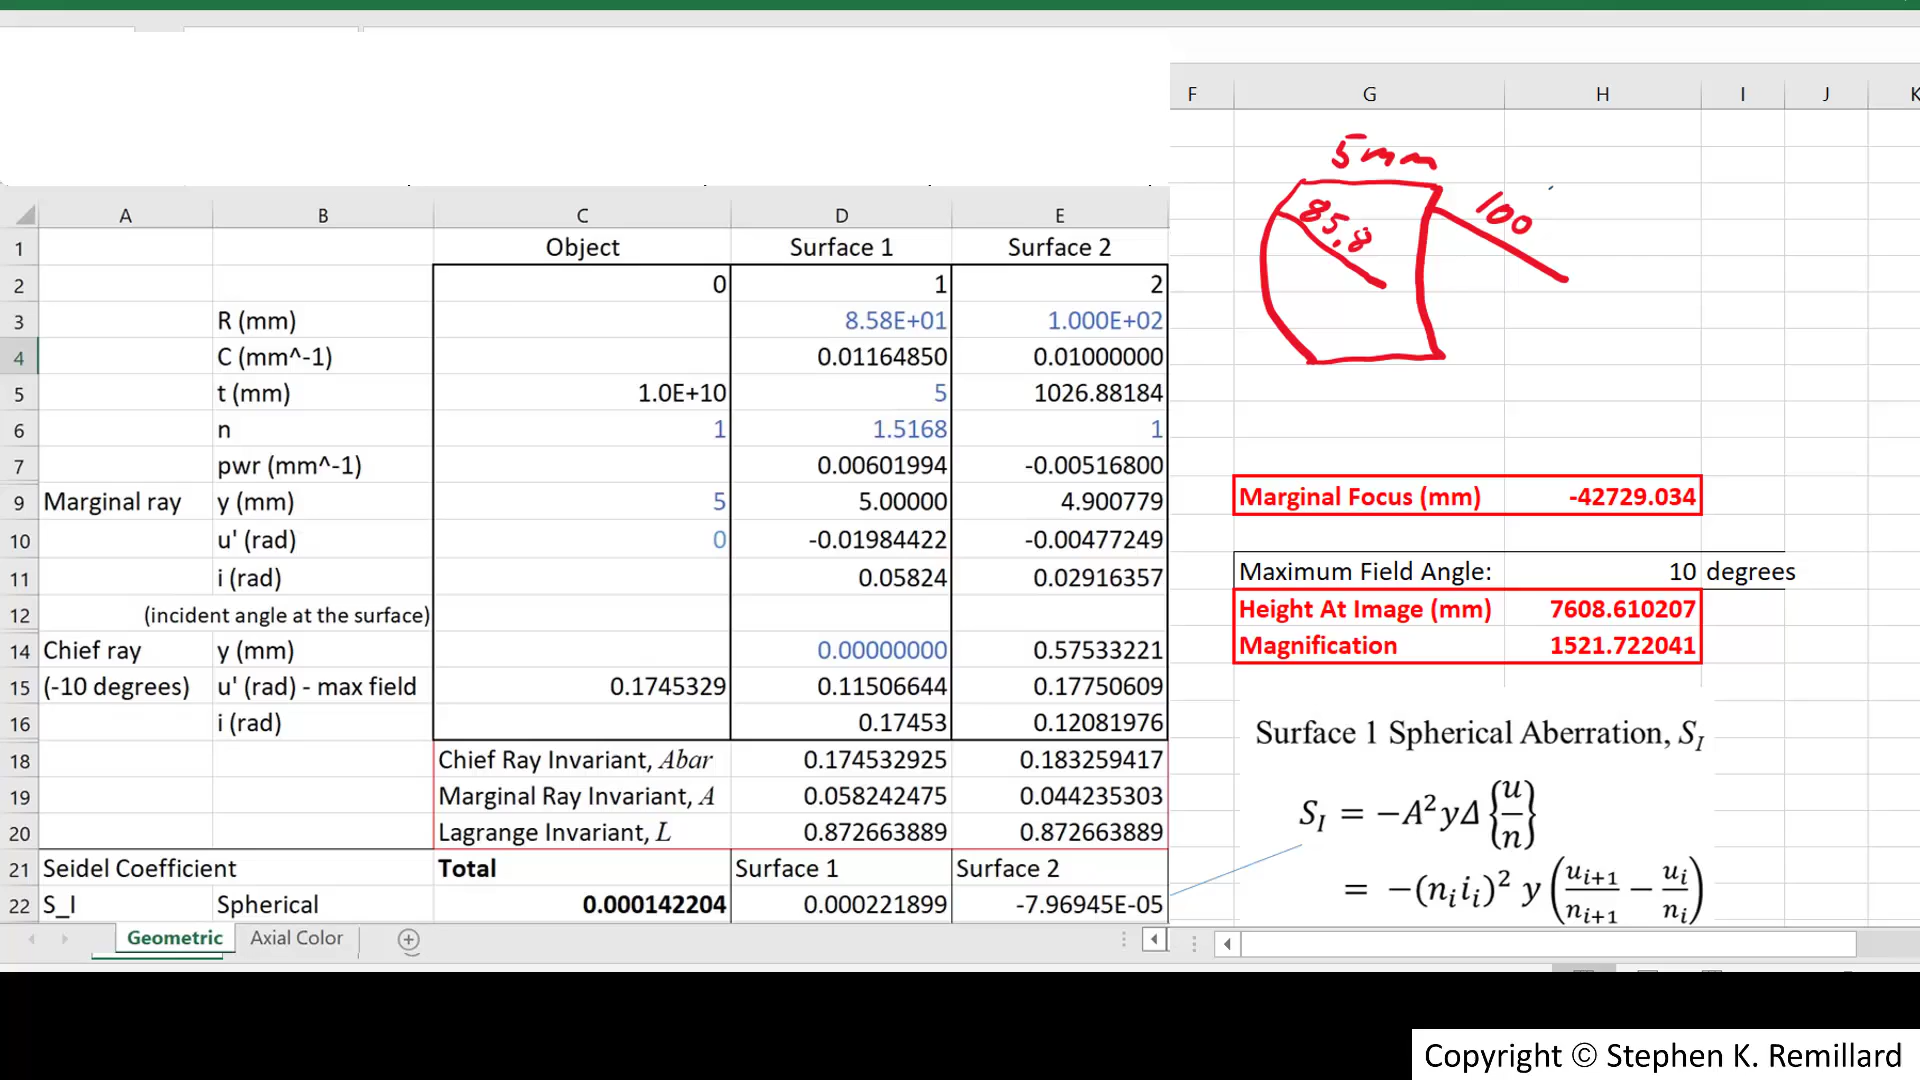 F G H I J K
5mm
85.8
100
A B C D E
1 Object Surface 1 Surface 2
2 0 1 2
3 R (mm) 8.58E+01 1.000E+02
4 C (mm^-1) 0.01164850 0.01000000
5 t (mm) 1.0E+10 5 1026.88184
6 n 1 1.5168 1
7 pwr (mm^-1) 0.00601994 -0.00516800
9 Marginal ray y (mm) 5 5.00000 4.900779
10 u' (rad) 0 -0.01984422 -0.00477249
11 i (rad) 0.05824 0.02916357
12 (incident angle at the surface)
14 Chief ray y (mm) 0.00000000 0.57533221
15 (-10 degrees) u' (rad) - max field 0.1745329 0.11506644 0.17750609
16 i (rad) 0.17453 0.12081976
18 Chief Ray Invariant, Abar 0.174532925 0.183259417
19 Marginal Ray Invariant, A 0.058242475 0.044235303
20 Lagrange Invariant, L 0.872663889 0.872663889
21 Seidel Coefficient Total Surface 1 Surface 2
22 S_I Spherical 0.000142204 0.000221899 -7.96945E-05
Marginal Focus (mm) -42729.034
Maximum Field Angle: 10 degrees
Height At Image (mm) 7608.610207
Magnification 1521.722041
Surface 1 Spherical Aberration, S_I
S_I = −A²yΔ{u/n}
= −(n_i i_i)² y (u_{i+1}/n_{i+1} − u_i/n_i)
Geometric Axial Color
Copyright © Stephen K. Remillard